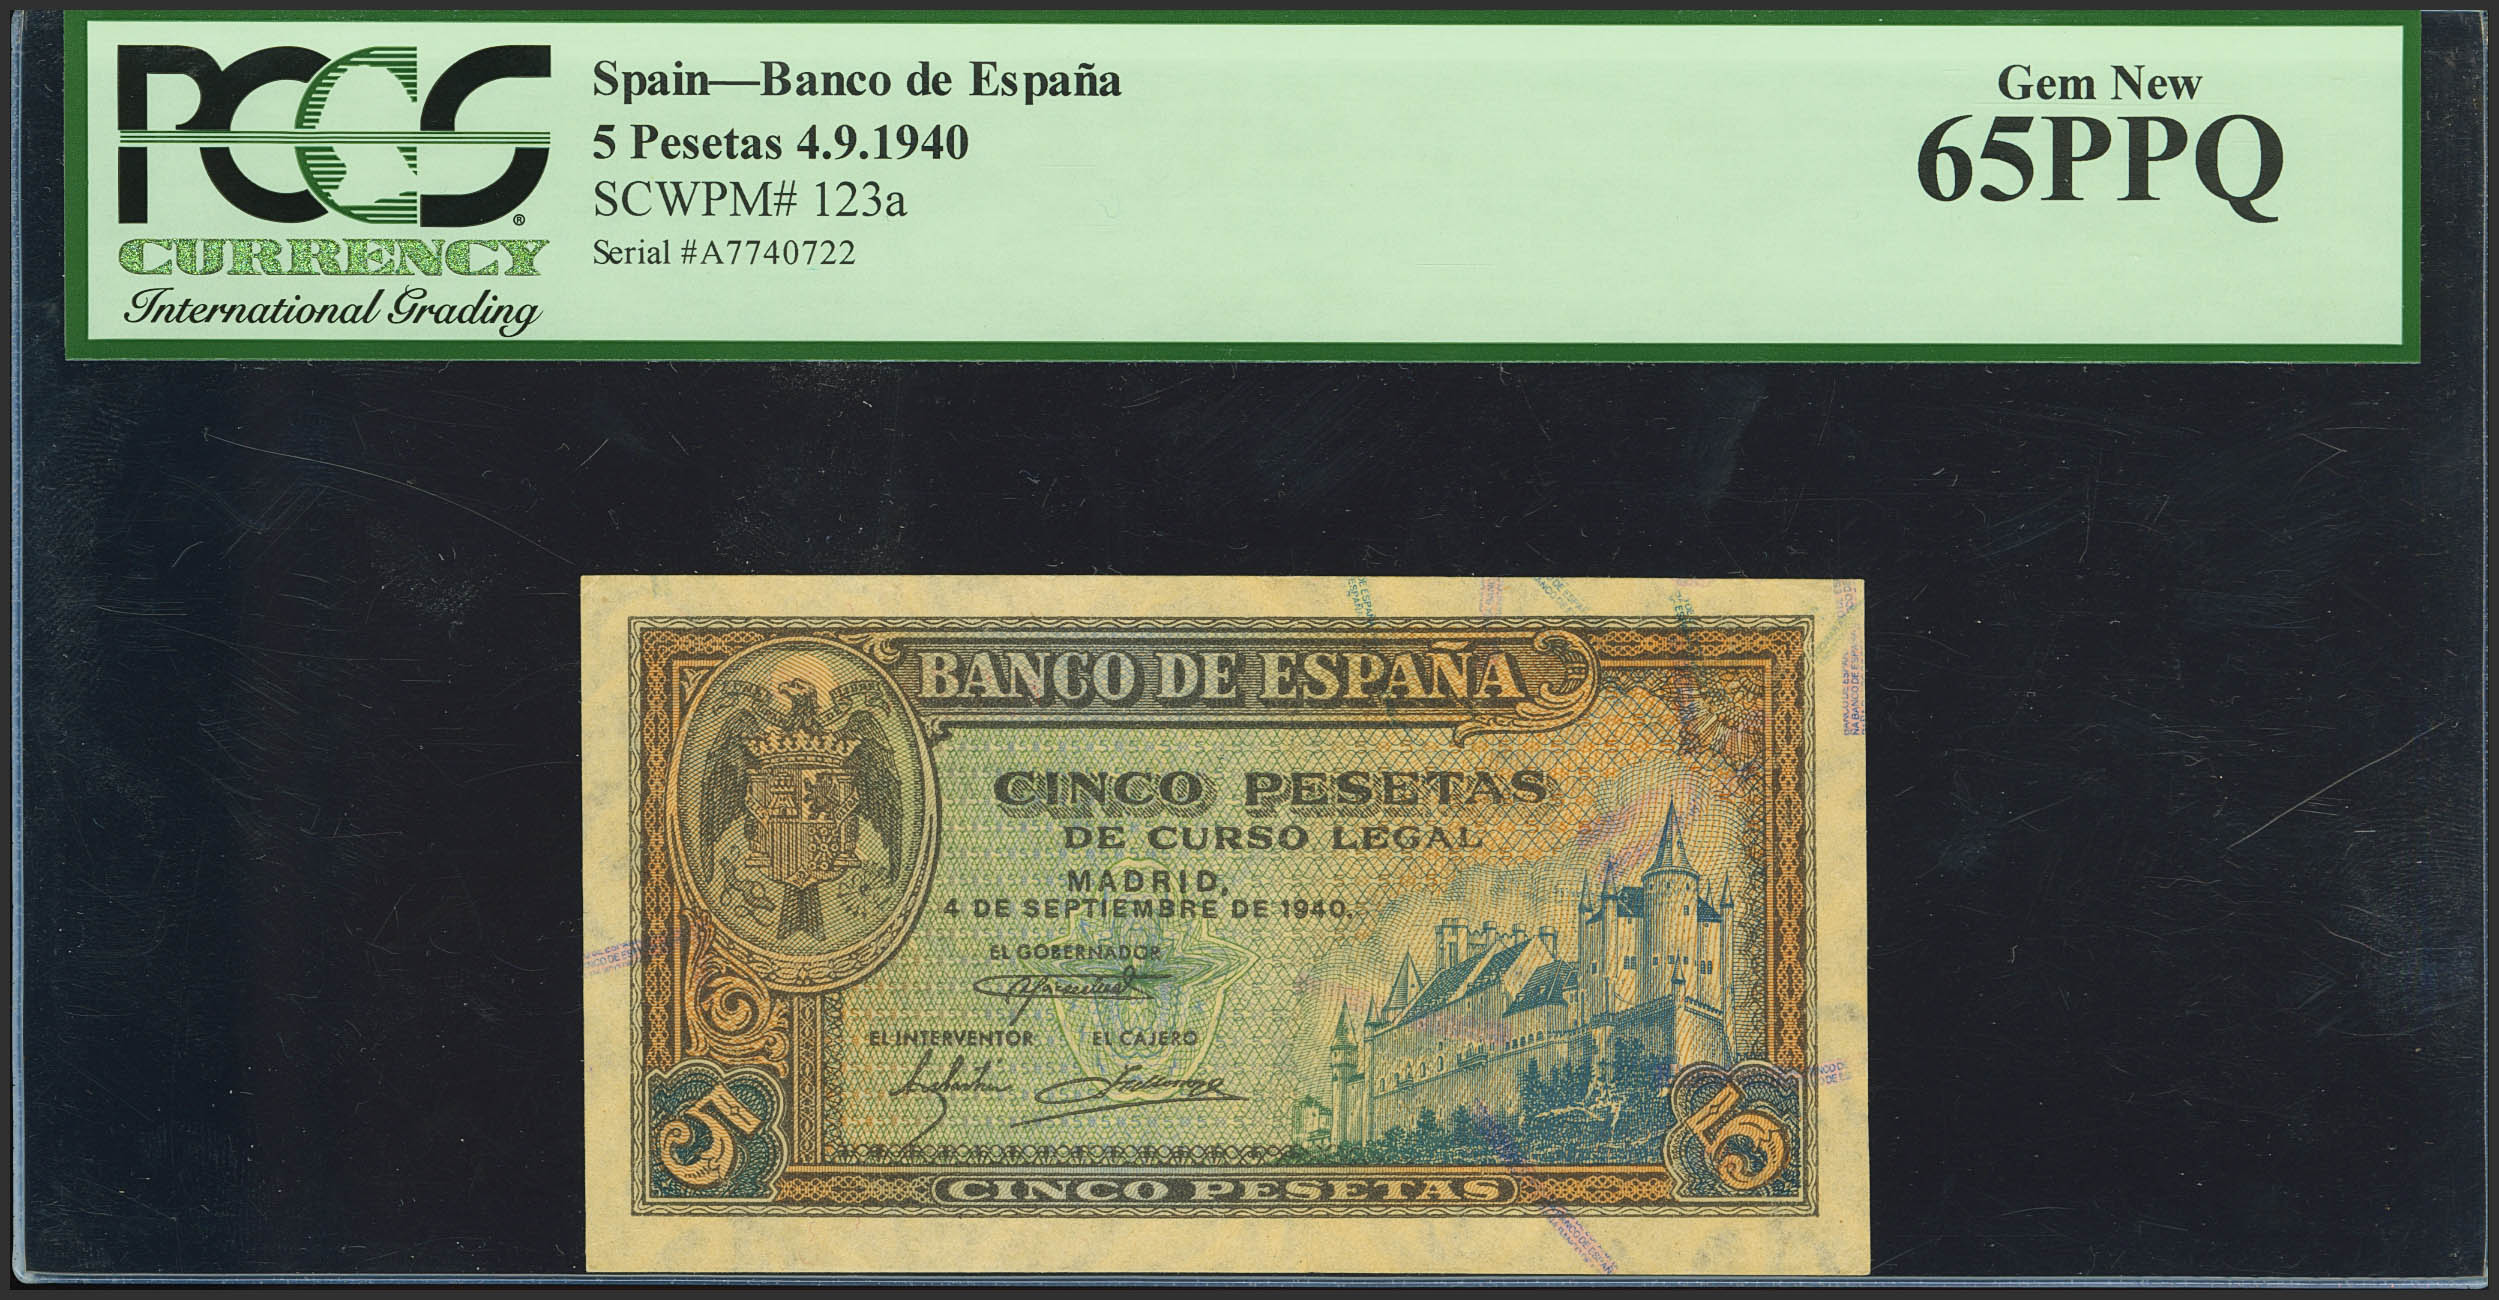 PCGS
CURRENCY
International Grading
Spain—Banco de España
5 Pesetas 4.9.1940
SCWPM# 123a
Serial #A7740722
Gem New
65PPQ
BANCO DE ESPAÑA
CINCO PESETAS
DE CURSO LEGAL
MADRID,
4 DE SEPTIEMBRE DE 1940.
EL GOBERNADOR
EL INTERVENTOR
EL CAJERO
5
5
CINCO PESETAS